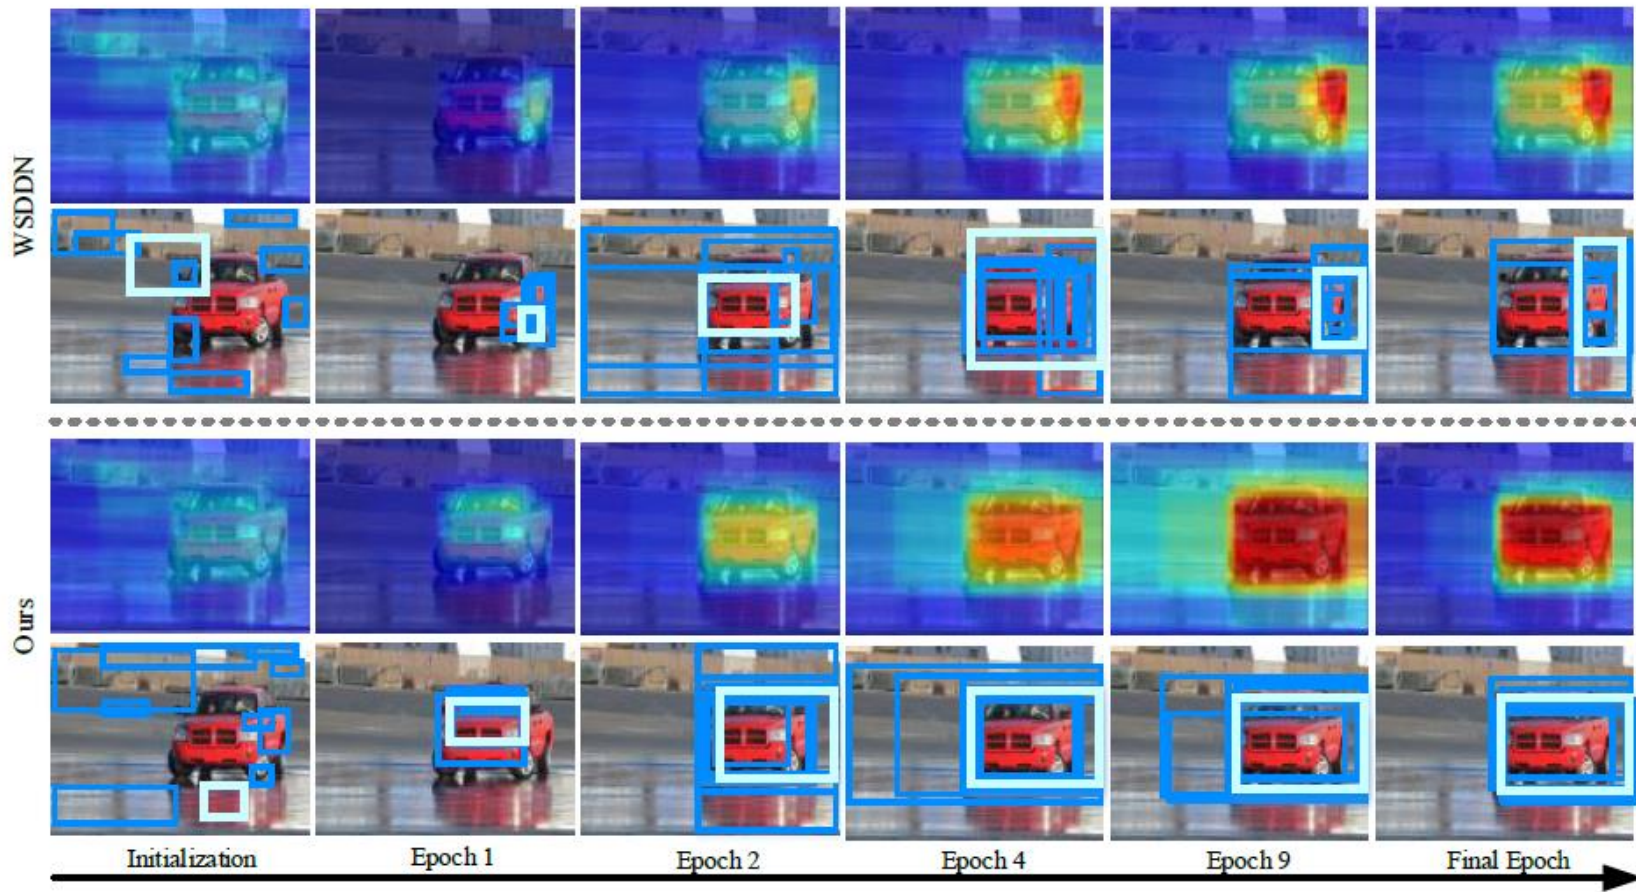 WSDDN
Ours
Initialization
Epoch 1
Epoch 2
Epoch 4
Epoch 9
Final Epoch